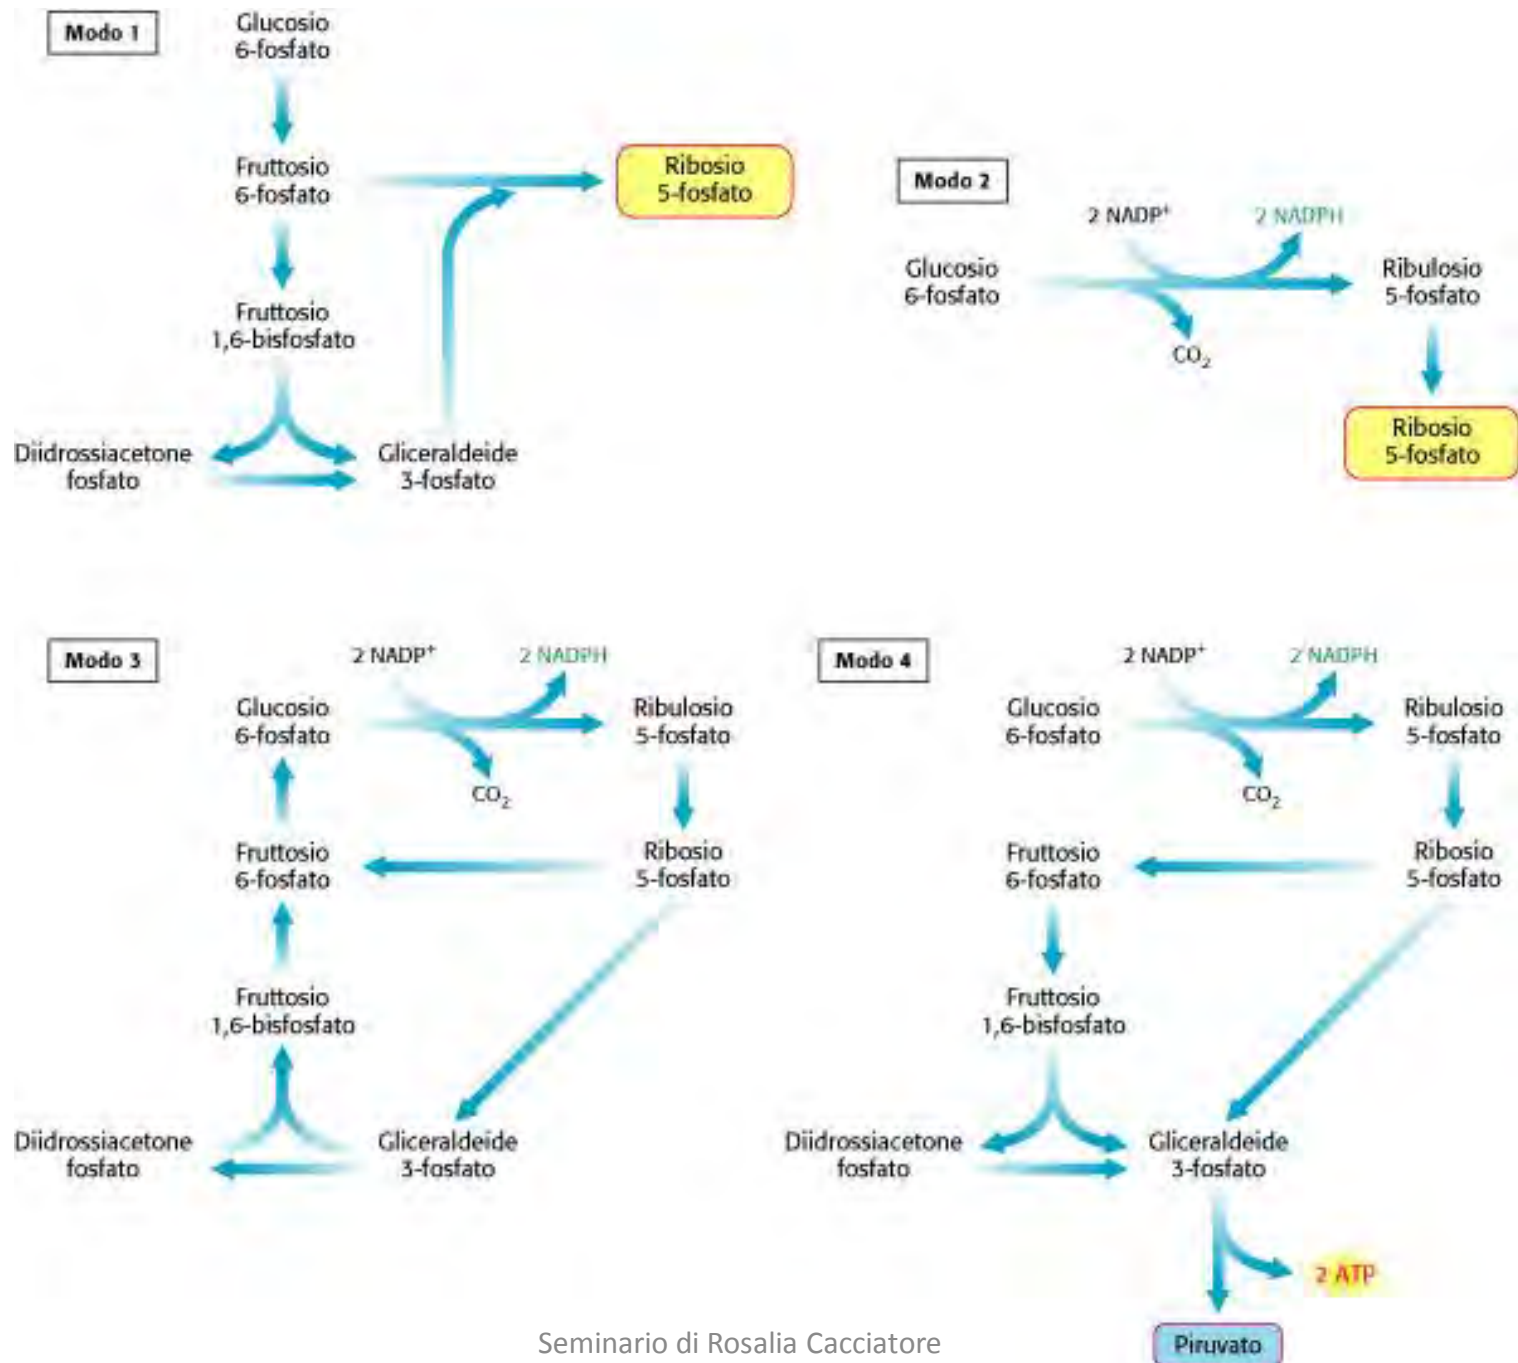 Modo 1
Glucosio
6-fosfato
Fruttosio
6-fosfato
Ribosio
5-fosfato
Fruttosio
1,6-bisfosfato
Diidrossiacetone
fosfato
Gliceraldeide
3-fosfato
Modo 2
2 NADP⁺
2 NADPH
Glucosio
6-fosfato
Ribulosio
5-fosfato
CO₂
Ribosio
5-fosfato
Modo 3
2 NADP⁺
2 NADPH
Glucosio
6-fosfato
Ribulosio
5-fosfato
CO₂
Fruttosio
6-fosfato
Ribosio
5-fosfato
Fruttosio
1,6-bisfosfato
Diidrossiacetone
fosfato
Gliceraldeide
3-fosfato
Modo 4
2 NADP⁺
2 NADPH
Glucosio
6-fosfato
Ribulosio
5-fosfato
CO₂
Fruttosio
6-fosfato
Ribosio
5-fosfato
Fruttosio
1,6-bisfosfato
Diidrossiacetone
fosfato
Gliceraldeide
3-fosfato
2 ATP
Piruvato
Seminario di Rosalia Cacciatore